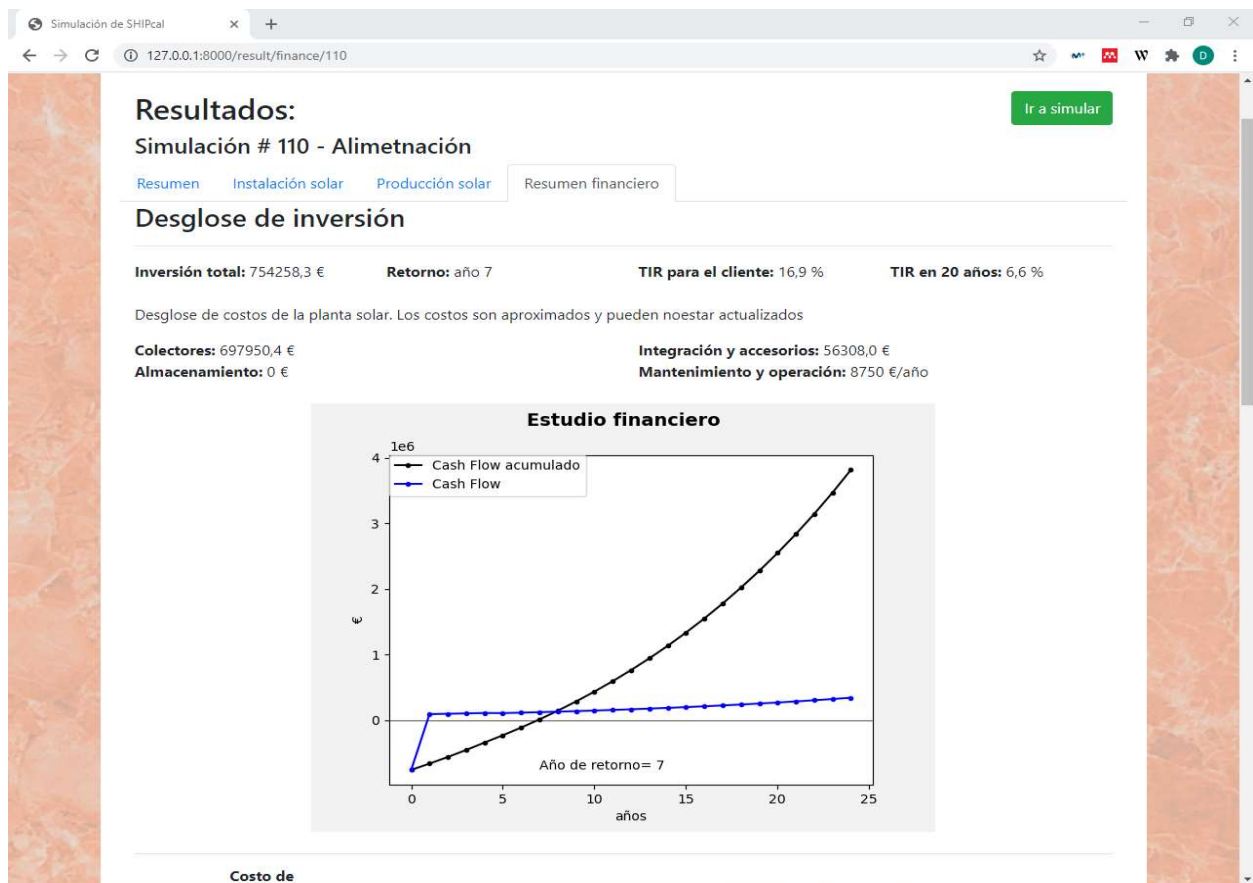 Simulación de SHIPcal
127.0.0.1:8000/result/finance/110
W
D
Resultados:
Ir a simular
Simulación # 110 - Alimetnación
Resumen Instalación solar Producción solar Resumen financiero
Desglose de inversión
Inversión total: 754258,3 € Retorno: año 7 TIR para el cliente: 16,9 % TIR en 20 años: 6,6 %
Desglose de costos de la planta solar. Los costos son aproximados y pueden noestar actualizados
Colectores: 697950,4 € Integración y accesorios: 56308,0 €
Almacenamiento: 0 € Mantenimiento y operación: 8750 €/año
Estudio financiero
1e6
Cash Flow acumulado
Cash Flow
4
3
2
1
0
€
Año de retorno= 7
0 5 10 15 20 25
años
Costo de